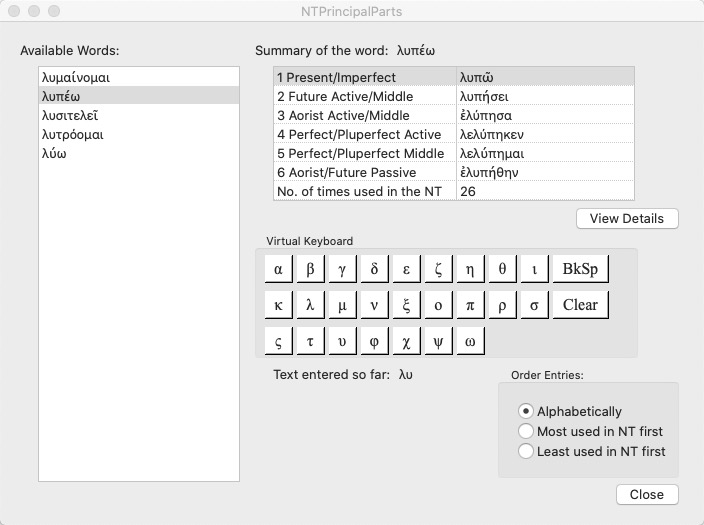 NTPrincipalParts
Available Words:
λυμαίνομαι
λυπέω
λυσιτελεῖ
λυτρόομαι
λύω
Summary of the word: λυπέω
1 Present/Imperfect λυπῶ
2 Future Active/Middle λυπήσει
3 Aorist Active/Middle ἐλύπησα
4 Perfect/Pluperfect Active λελύπηκεν
5 Perfect/Pluperfect Middle λελύπημαι
6 Aorist/Future Passive ἐλυπήθην
No. of times used in the NT 26
View Details
Virtual Keyboard
α β γ δ ε ζ η θ ι BkSp
κ λ μ ν ξ ο π ρ σ Clear
ς τ υ φ χ ψ ω
Text entered so far: λυ
Order Entries:
Alphabetically
Most used in NT first
Least used in NT first
Close